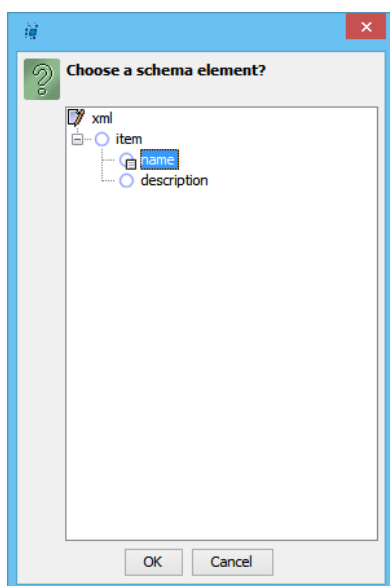 Choose a schema element?
xml
item
name
description
OK Cancel